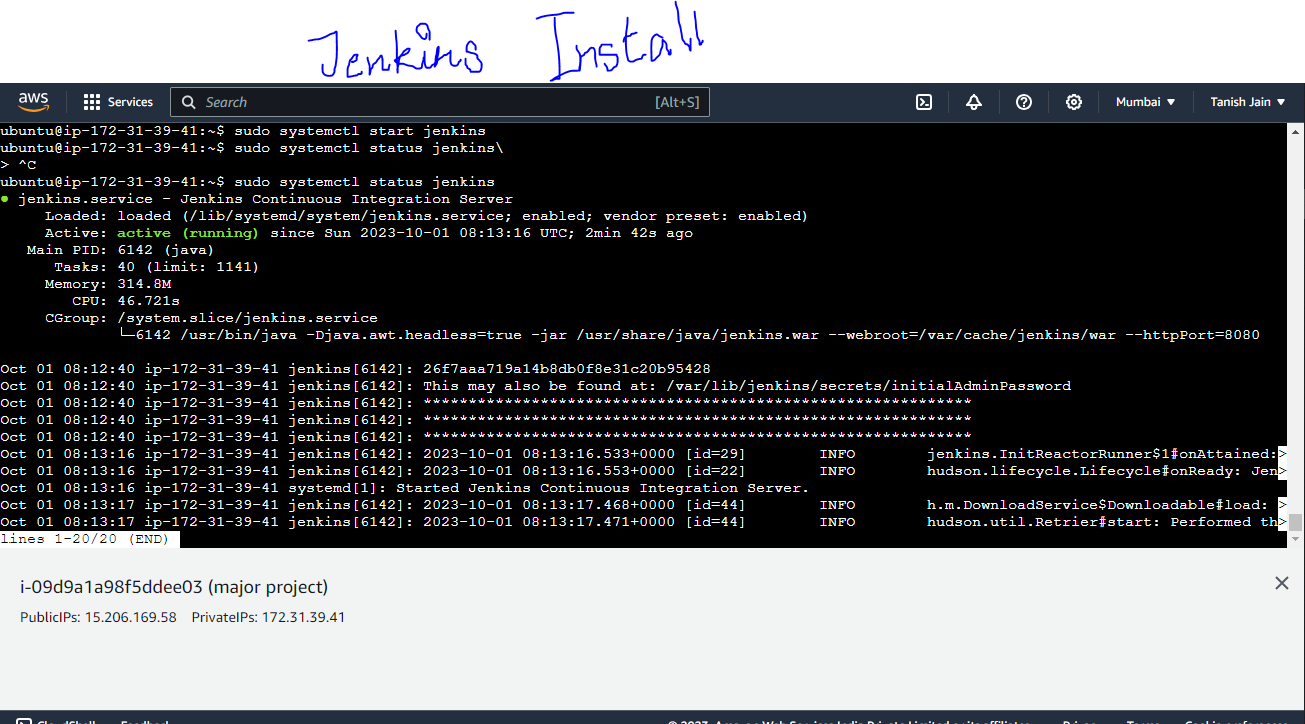 Jenkins Install
aws Services Search [Alt+S] Mumbai Tanish Jain
ubuntu@ip-172-31-39-41:~$ sudo systemctl start jenkins
ubuntu@ip-172-31-39-41:~$ sudo systemctl status jenkins\
> ^C
ubuntu@ip-172-31-39-41:~$ sudo systemctl status jenkins
● jenkins.service - Jenkins Continuous Integration Server
Loaded: loaded (/lib/systemd/system/jenkins.service; enabled; vendor preset: enabled)
Active: active (running) since Sun 2023-10-01 08:13:16 UTC; 2min 42s ago
Main PID: 6142 (java)
Tasks: 40 (limit: 1141)
Memory: 314.8M
CPU: 46.721s
CGroup: /system.slice/jenkins.service
└─6142 /usr/bin/java -Djava.awt.headless=true -jar /usr/share/java/jenkins.war --webroot=/var/cache/jenkins/war --httpPort=8080
Oct 01 08:12:40 ip-172-31-39-41 jenkins[6142]: 26f7aaa719a14b8db0f8e31c20b95428
Oct 01 08:12:40 ip-172-31-39-41 jenkins[6142]: This may also be found at: /var/lib/jenkins/secrets/initialAdminPassword
Oct 01 08:12:40 ip-172-31-39-41 jenkins[6142]: *************************************************************
Oct 01 08:12:40 ip-172-31-39-41 jenkins[6142]: *************************************************************
Oct 01 08:12:40 ip-172-31-39-41 jenkins[6142]: *************************************************************
Oct 01 08:13:16 ip-172-31-39-41 jenkins[6142]: 2023-10-01 08:13:16.533+0000 [id=29] INFO jenkins.InitReactorRunner$1#onAttained:>
Oct 01 08:13:16 ip-172-31-39-41 jenkins[6142]: 2023-10-01 08:13:16.553+0000 [id=22] INFO hudson.lifecycle.Lifecycle#onReady: Jen>
Oct 01 08:13:16 ip-172-31-39-41 systemd[1]: Started Jenkins Continuous Integration Server.
Oct 01 08:13:17 ip-172-31-39-41 jenkins[6142]: 2023-10-01 08:13:17.468+0000 [id=44] INFO h.m.DownloadService$Downloadable#load: >
Oct 01 08:13:17 ip-172-31-39-41 jenkins[6142]: 2023-10-01 08:13:17.471+0000 [id=44] INFO hudson.util.Retrier#start: Performed th>
lines 1-20/20 (END)
i-09d9a1a98f5ddee03 (major project)
PublicIPs: 15.206.169.58 PrivateIPs: 172.31.39.41